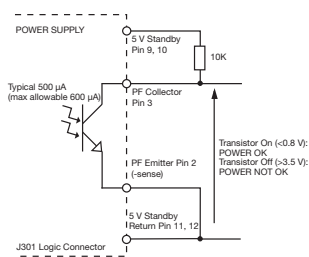 POWER SUPPLY
5 V Standby
Pin 9, 10
10K
Typical 500 µA
(max allowable 600 µA)
PF Collector
Pin 3
Transistor On (<0.8 V):
POWER OK
Transistor Off (>3.5 V):
POWER NOT OK
PF Emitter Pin 2
(-sense)
5 V Standby
Return Pin 11, 12
J301 Logic Connector